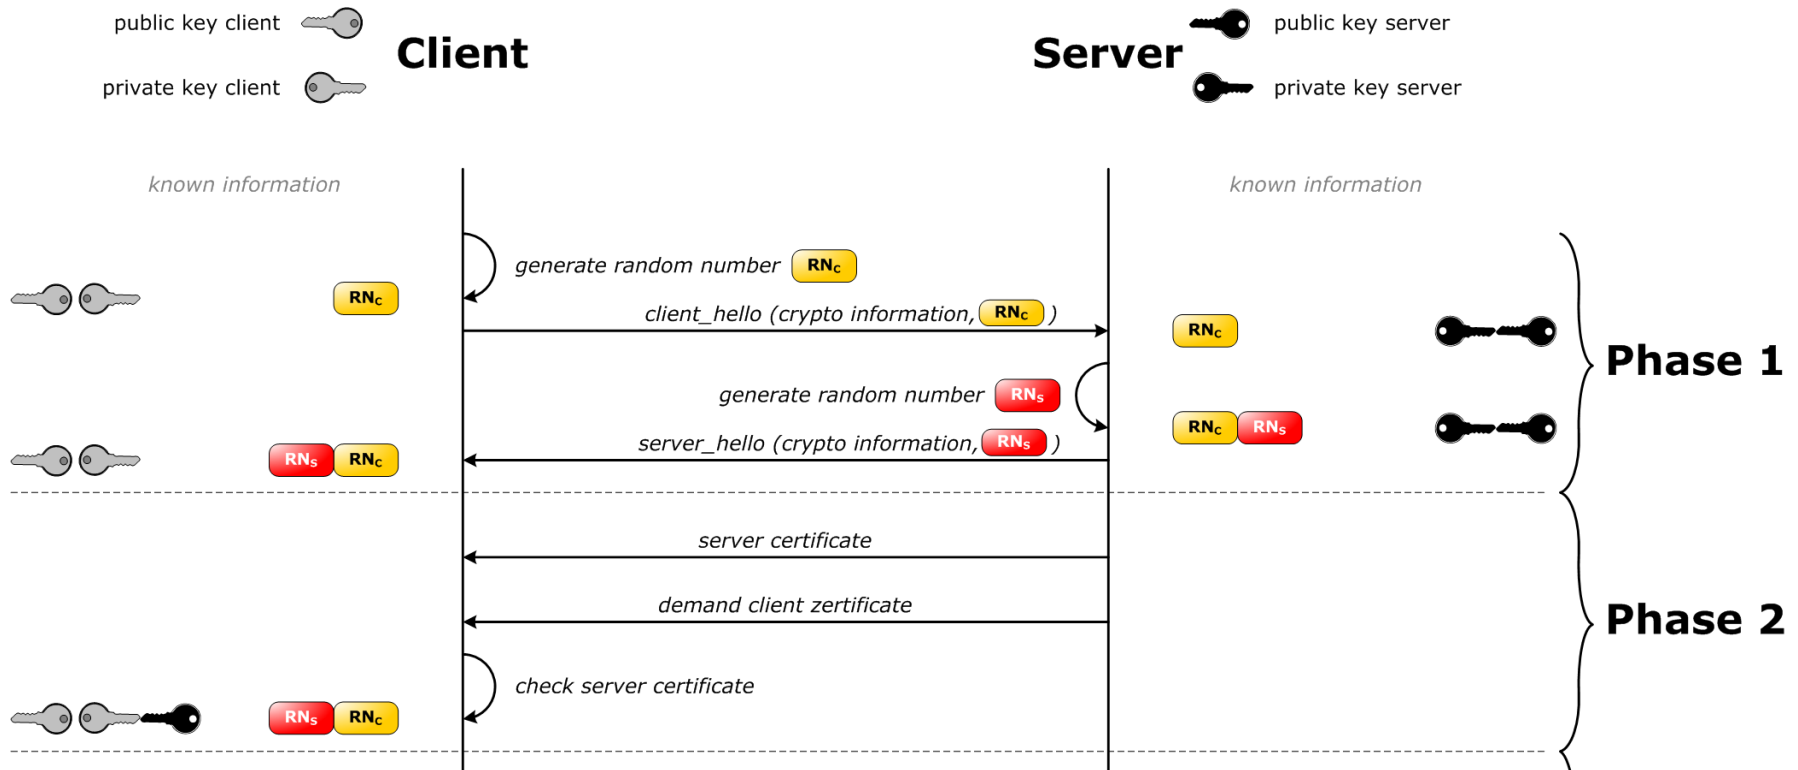 public key client
Client
Server
public key server
private key client
private key server
known information
known information
generate random number RNC
RNC
client_hello (crypto information, RNC )
RNC
Phase 1
generate random number RNS
RNC RNS
server_hello (crypto information, RNS )
RNS RNC
server certificate
demand client zertificate
Phase 2
check server certificate
RNS RNC